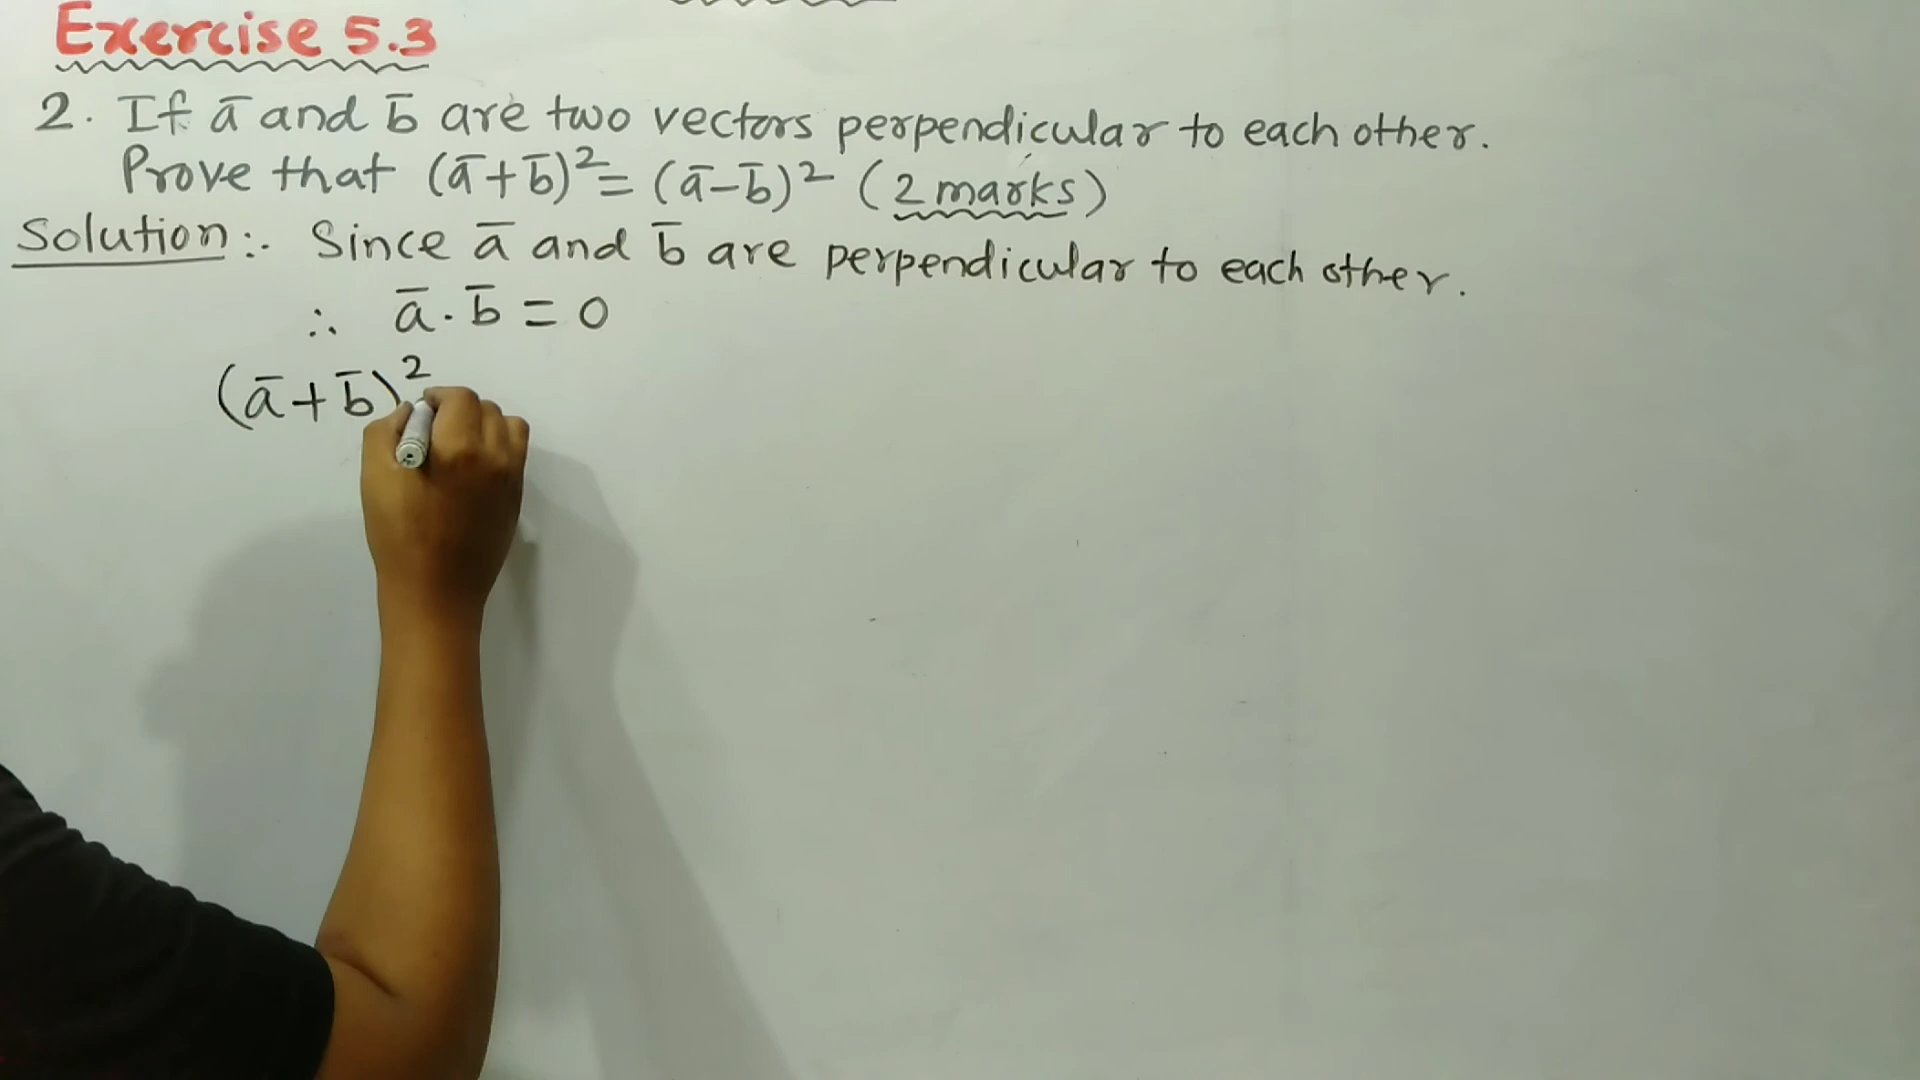 Exercise 5.3
2. If a̅ and b̅ are two vectors perpendicular to each other.
Prove that (a̅+b̅)²=(a̅-b̅)² (2 marks)
Solution:. Since a̅ and b̅ are perpendicular to each other.
∴ a̅.b̅ = 0
(a̅+b̅)²